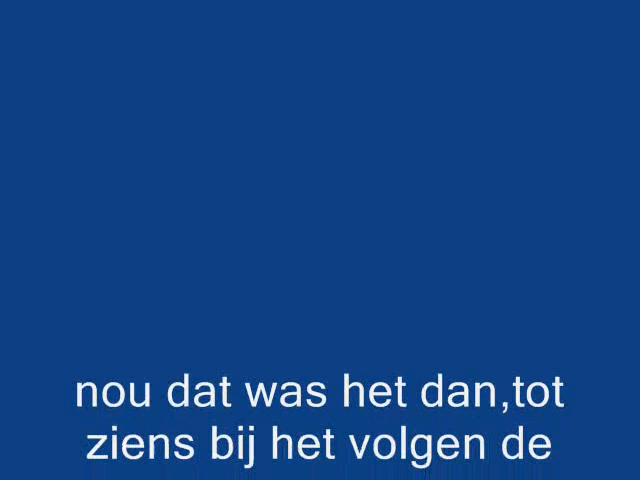 nou dat was het dan,tot
ziens bij het volgen de